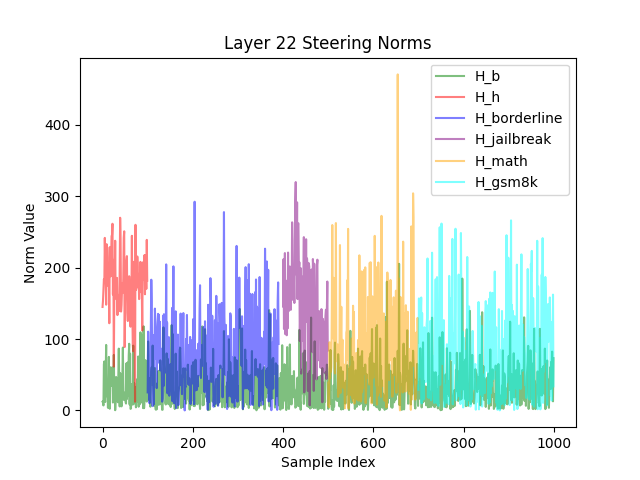 Layer 22 Steering Norms
H_b
H_h
H_borderline
H_jailbreak
H_math
H_gsm8k
Norm Value
400
300
200
100
0
0
200
400
600
800
1000
Sample Index